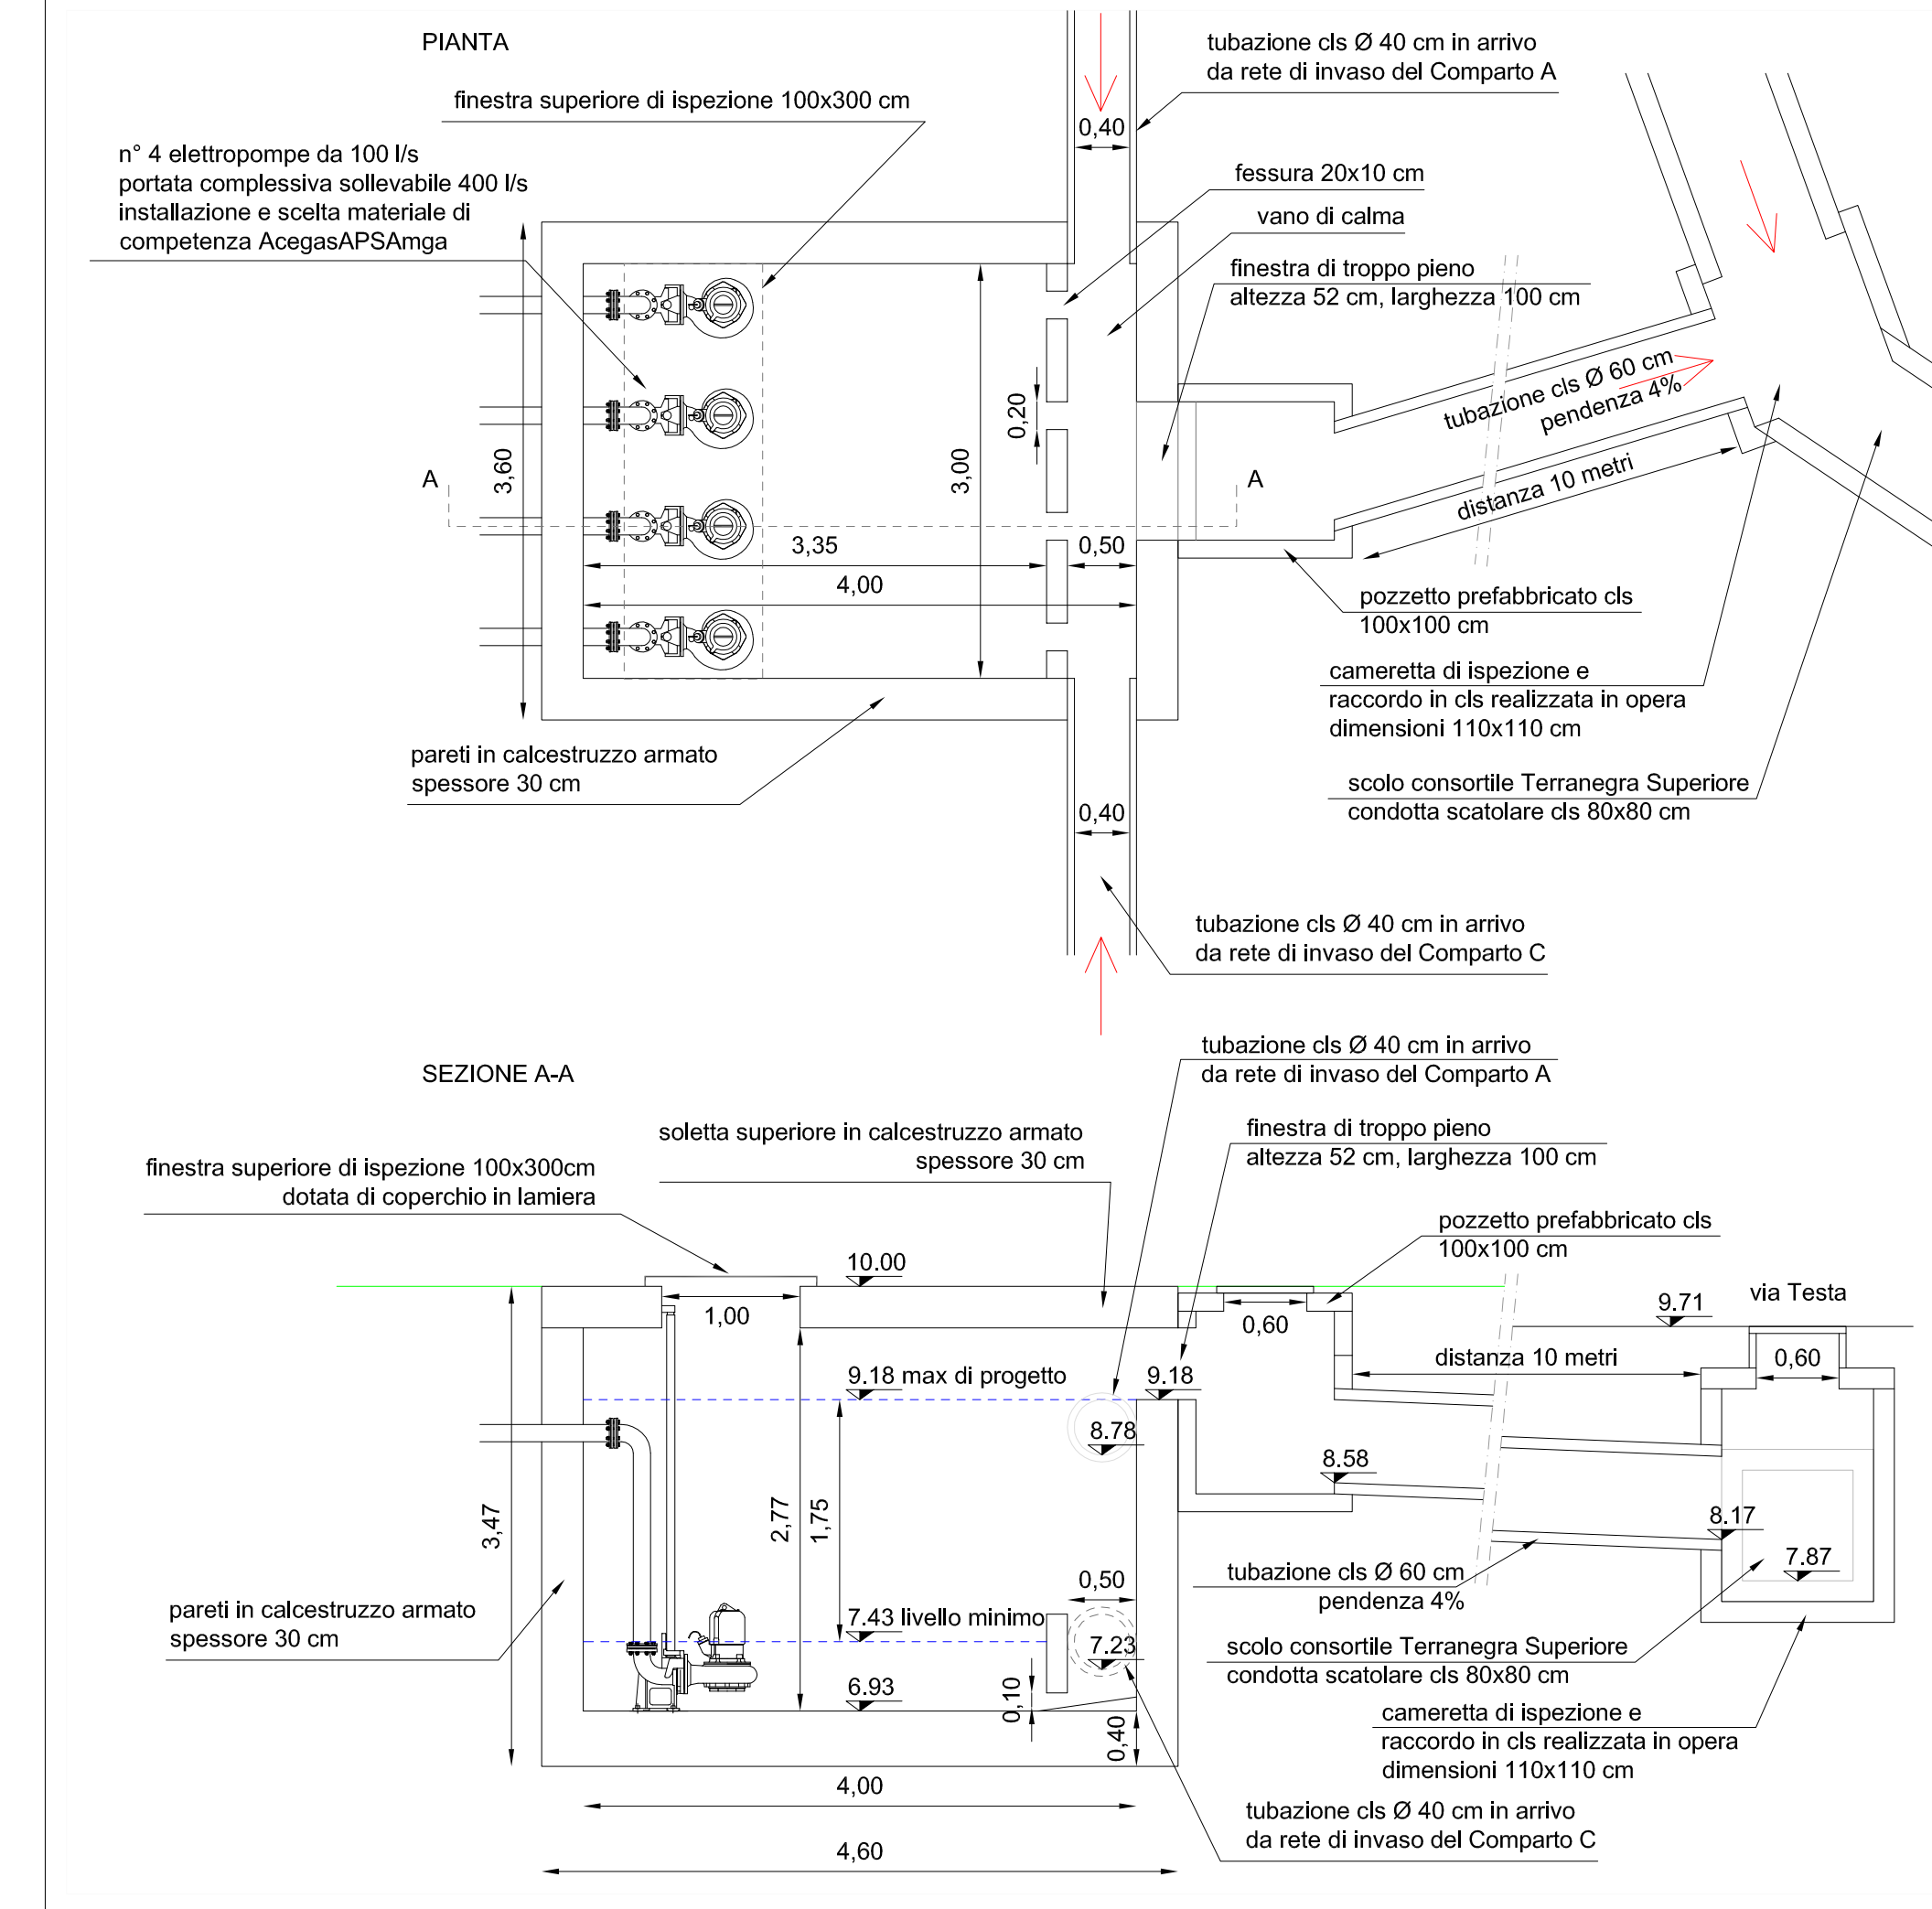 PIANTA
tubazione cls Ø 40 cm in arrivo
da rete di invaso del Comparto A
finestra superiore di ispezione 100x300 cm
0,40
n° 4 elettropompe da 100 l/s
portata complessiva sollevabile 400 l/s
installazione e scelta materiale di
competenza AcegasAPSAmga
fessura 20x10 cm
vano di calma
finestra di troppo pieno
altezza 52 cm, larghezza 100 cm
tubazione cls Ø 60 cm
pendenza 4%
0,20
3,60
3,00
A
A
distanza 10 metri
3,35
0,50
4,00
pozzetto prefabbricato cls
100x100 cm
cameretta di ispezione e
raccordo in cls realizzata in opera
dimensioni 110x110 cm
pareti in calcestruzzo armato
spessore 30 cm
scolo consortile Terranegra Superiore
condotta scatolare cls 80x80 cm
0,40
tubazione cls Ø 40 cm in arrivo
da rete di invaso del Comparto C
SEZIONE A-A
tubazione cls Ø 40 cm in arrivo
da rete di invaso del Comparto A
soletta superiore in calcestruzzo armato
spessore 30 cm
finestra di troppo pieno
altezza 52 cm, larghezza 100 cm
finestra superiore di ispezione 100x300cm
dotata di coperchio in lamiera
pozzetto prefabbricato cls
100x100 cm
10.00
1,00
0,60
9.71
via Testa
0,60
distanza 10 metri
9.18 max di progetto
9.18
8.78
8.58
3,47
2,77
1,75
8.17
7.87
0,50
tubazione cls Ø 60 cm
pendenza 4%
pareti in calcestruzzo armato
spessore 30 cm
7.43 livello minimo
7.23
scolo consortile Terranegra Superiore
condotta scatolare cls 80x80 cm
6.93
0,10
0,40
cameretta di ispezione e
raccordo in cls realizzata in opera
dimensioni 110x110 cm
4,00
tubazione cls Ø 40 cm in arrivo
da rete di invaso del Comparto C
4,60